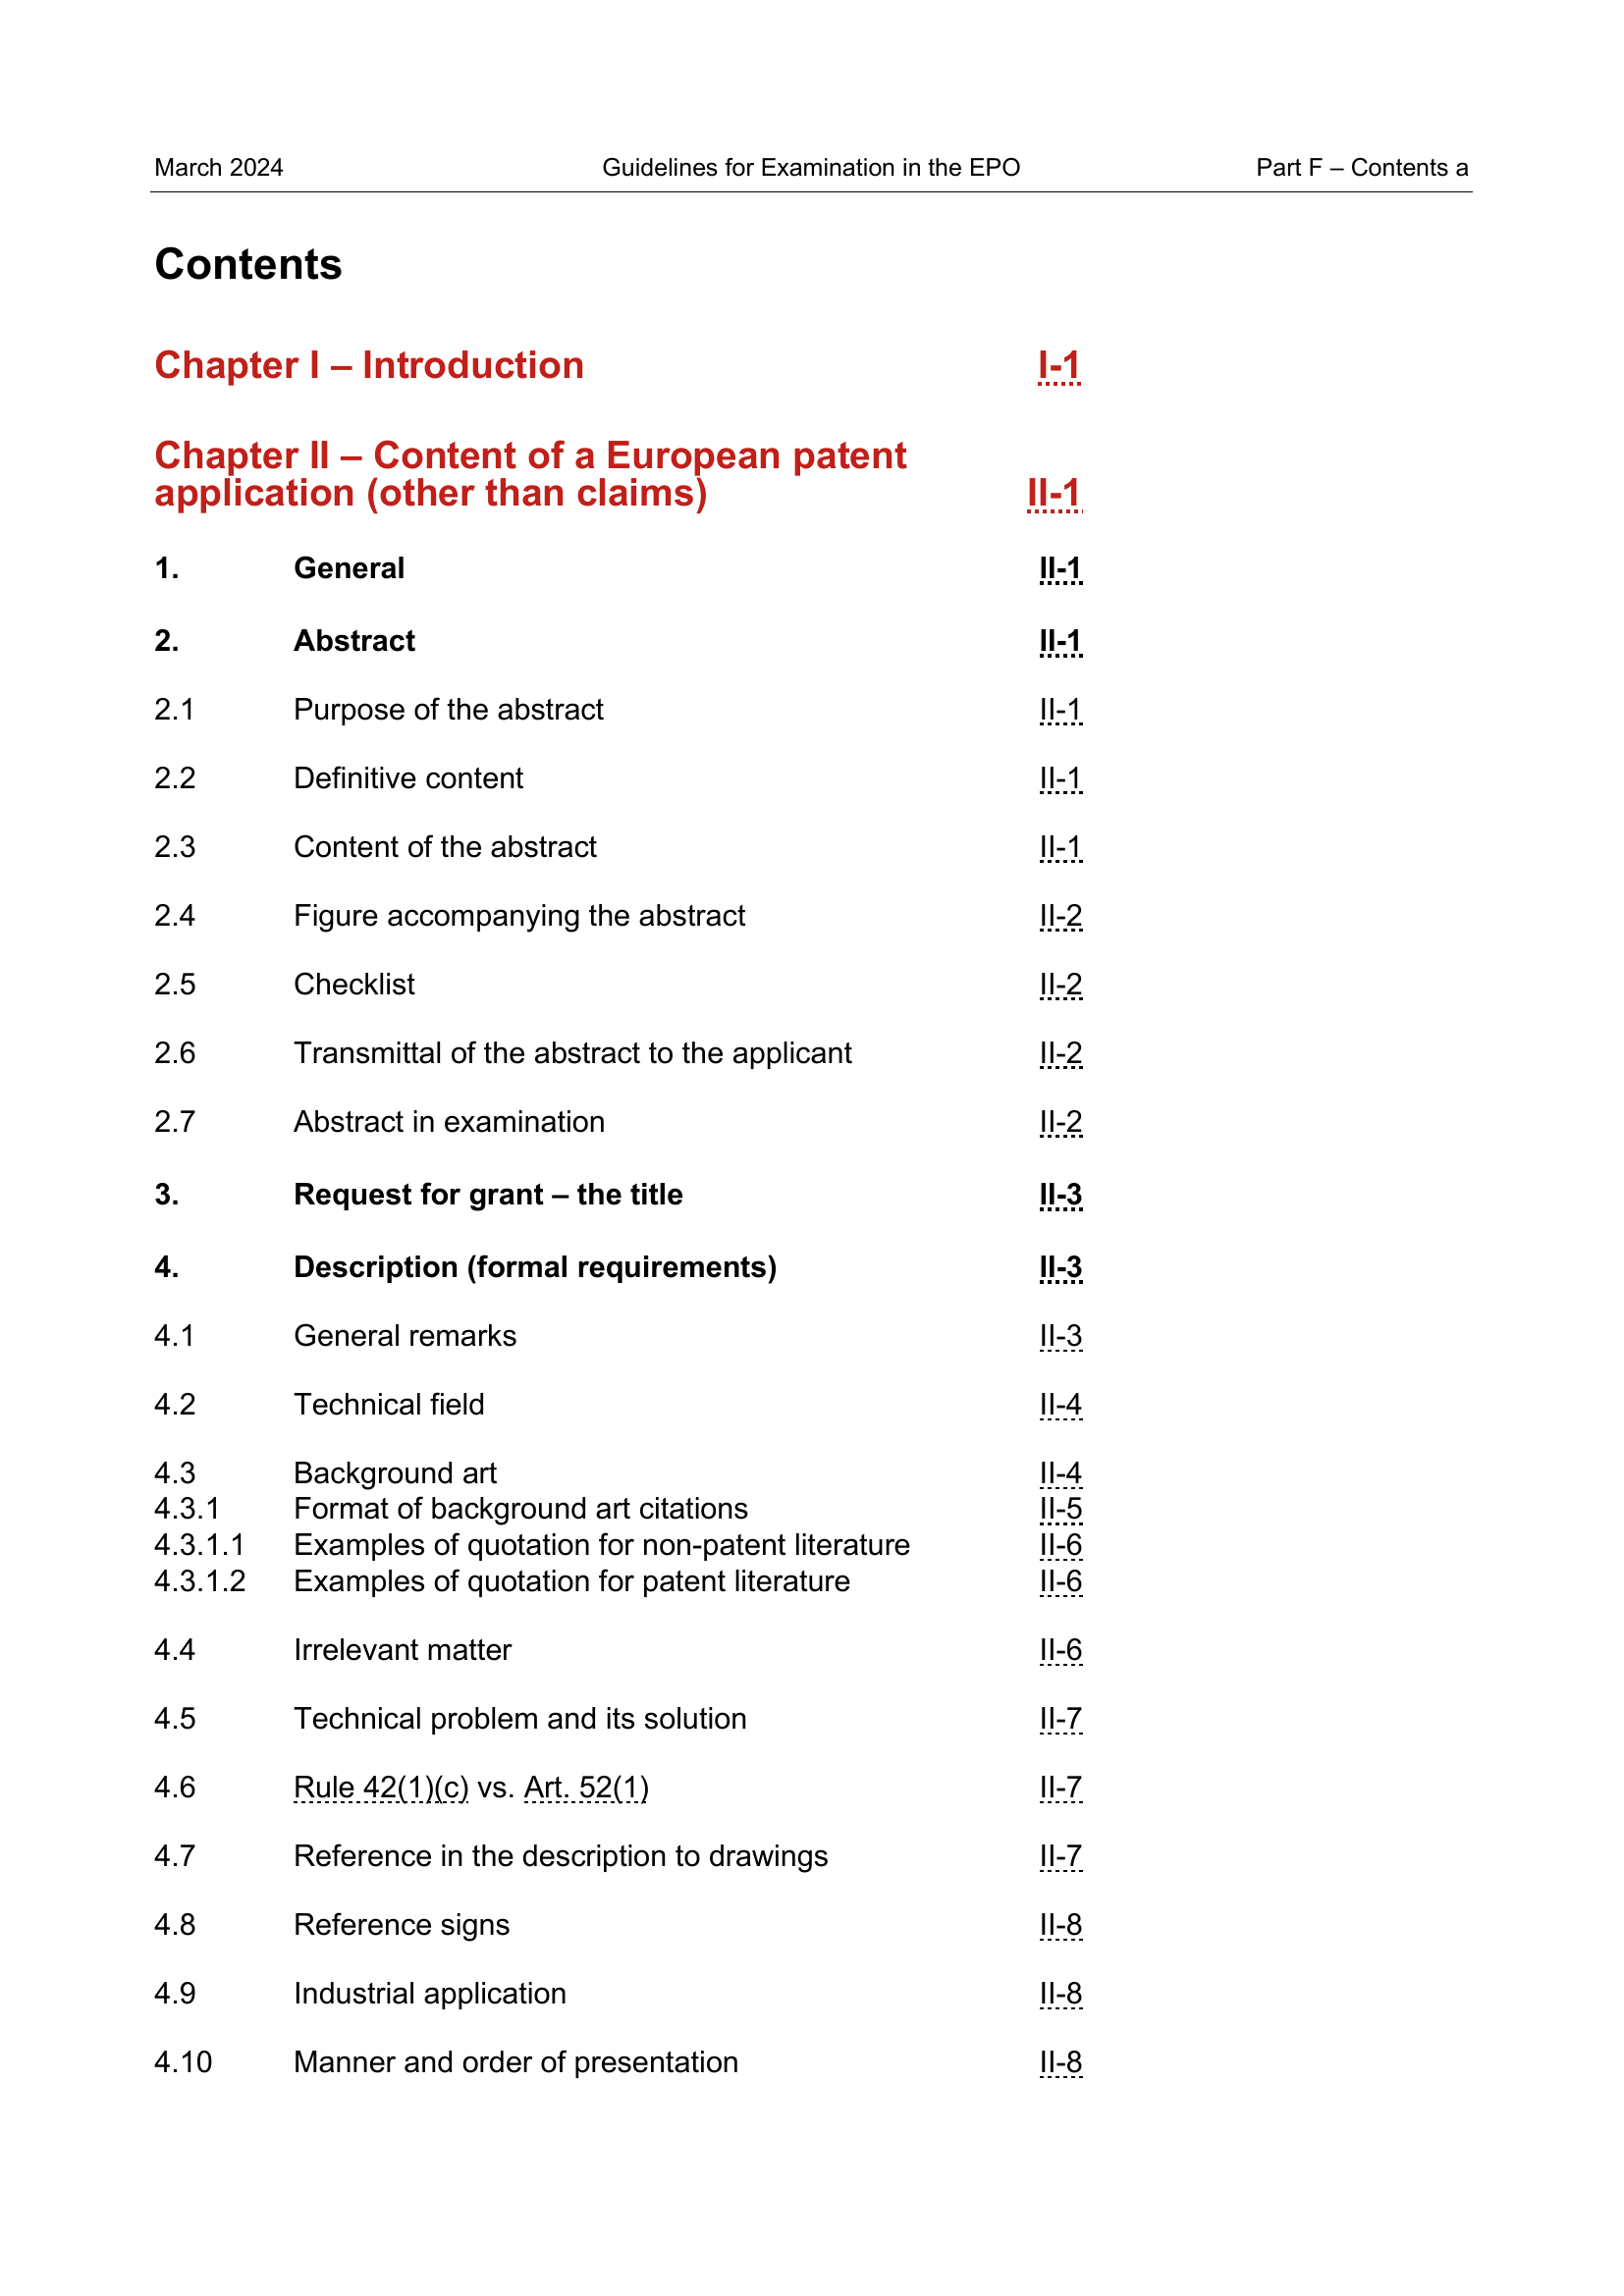 March 2024 Guidelines for Examination in the EPO Part F – Contents a
Contents
Chapter I – Introduction I-1
Chapter II – Content of a European patent
application (other than claims) II-1
1. General II-1
2. Abstract II-1
2.1 Purpose of the abstract II-1
2.2 Definitive content II-1
2.3 Content of the abstract II-1
2.4 Figure accompanying the abstract II-2
2.5 Checklist II-2
2.6 Transmittal of the abstract to the applicant II-2
2.7 Abstract in examination II-2
3. Request for grant – the title II-3
4. Description (formal requirements) II-3
4.1 General remarks II-3
4.2 Technical field II-4
4.3 Background art II-4
4.3.1 Format of background art citations II-5
4.3.1.1 Examples of quotation for non-patent literature II-6
4.3.1.2 Examples of quotation for patent literature II-6
4.4 Irrelevant matter II-6
4.5 Technical problem and its solution II-7
4.6 Rule 42(1)(c) vs. Art. 52(1) II-7
4.7 Reference in the description to drawings II-7
4.8 Reference signs II-8
4.9 Industrial application II-8
4.10 Manner and order of presentation II-8